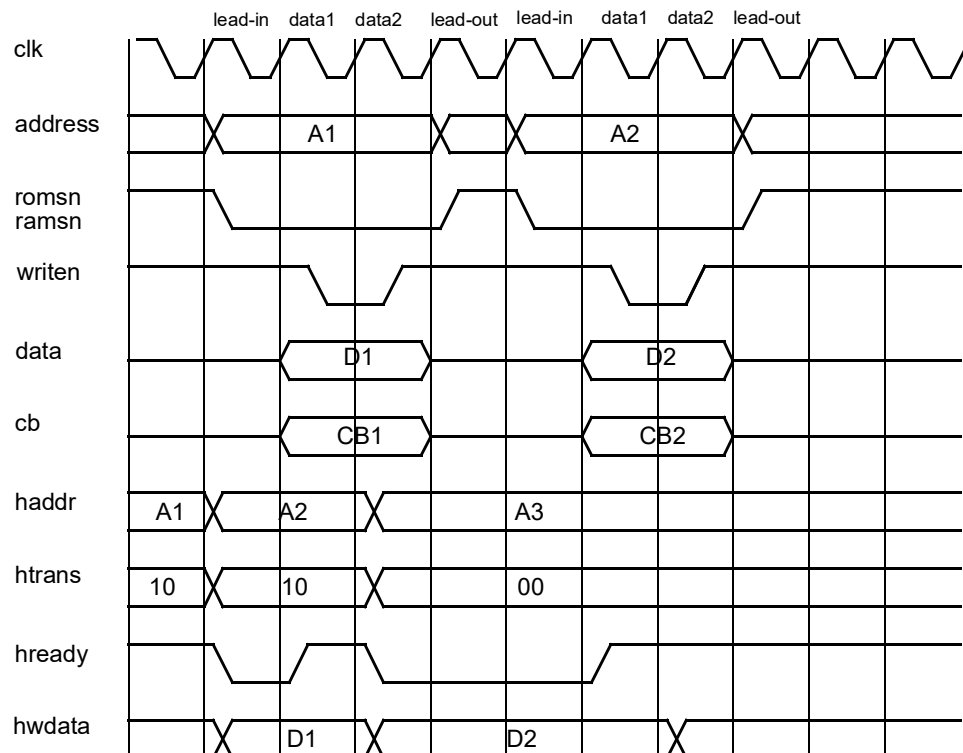 lead-in data1 data2 lead-out lead-in data1 data2 lead-out
clk
address A1 A2
romsn
ramsn
writen
data D1 D2
cb CB1 CB2
haddr A1 A2 A3
htrans 10 10 00
hready
hwdata D1 D2